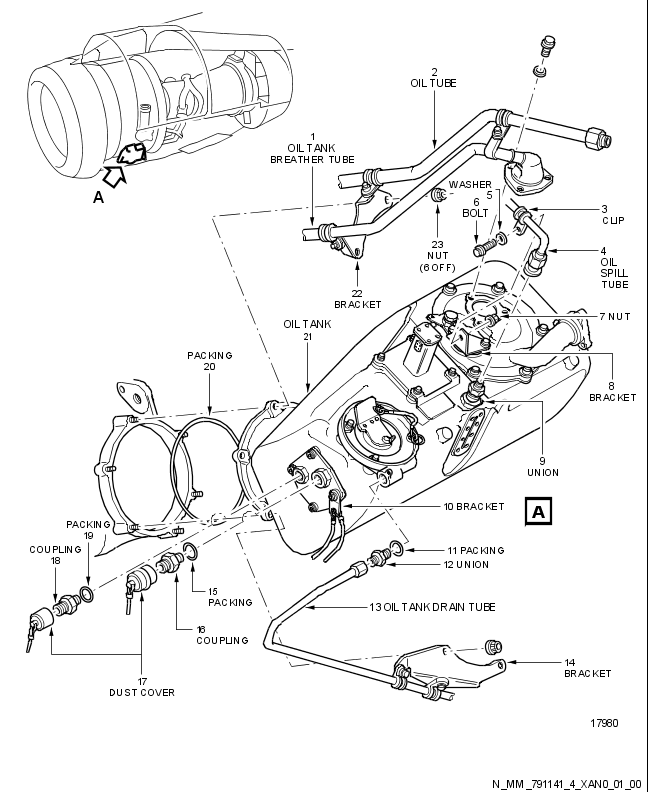 2
OIL TUBE
1
OIL TANK
BREATHER TUBE
A
WASHER
5
6
BOLT
3
CLIP
23
NUT
(6 OFF)
4
OIL
SPILL
TUBE
22
BRACKET
7 NUT
OIL TANK
21
PACKING
20
8
BRACKET
9
UNION
10 BRACKET
A
PACKING
19
COUPLING
18
11 PACKING
12 UNION
15
PACKING
13 OIL TANK DRAIN TUBE
16
COUPLING
14
BRACKET
17
DUST COVER
17980
N_MM_791141_4_XAN0_01_00